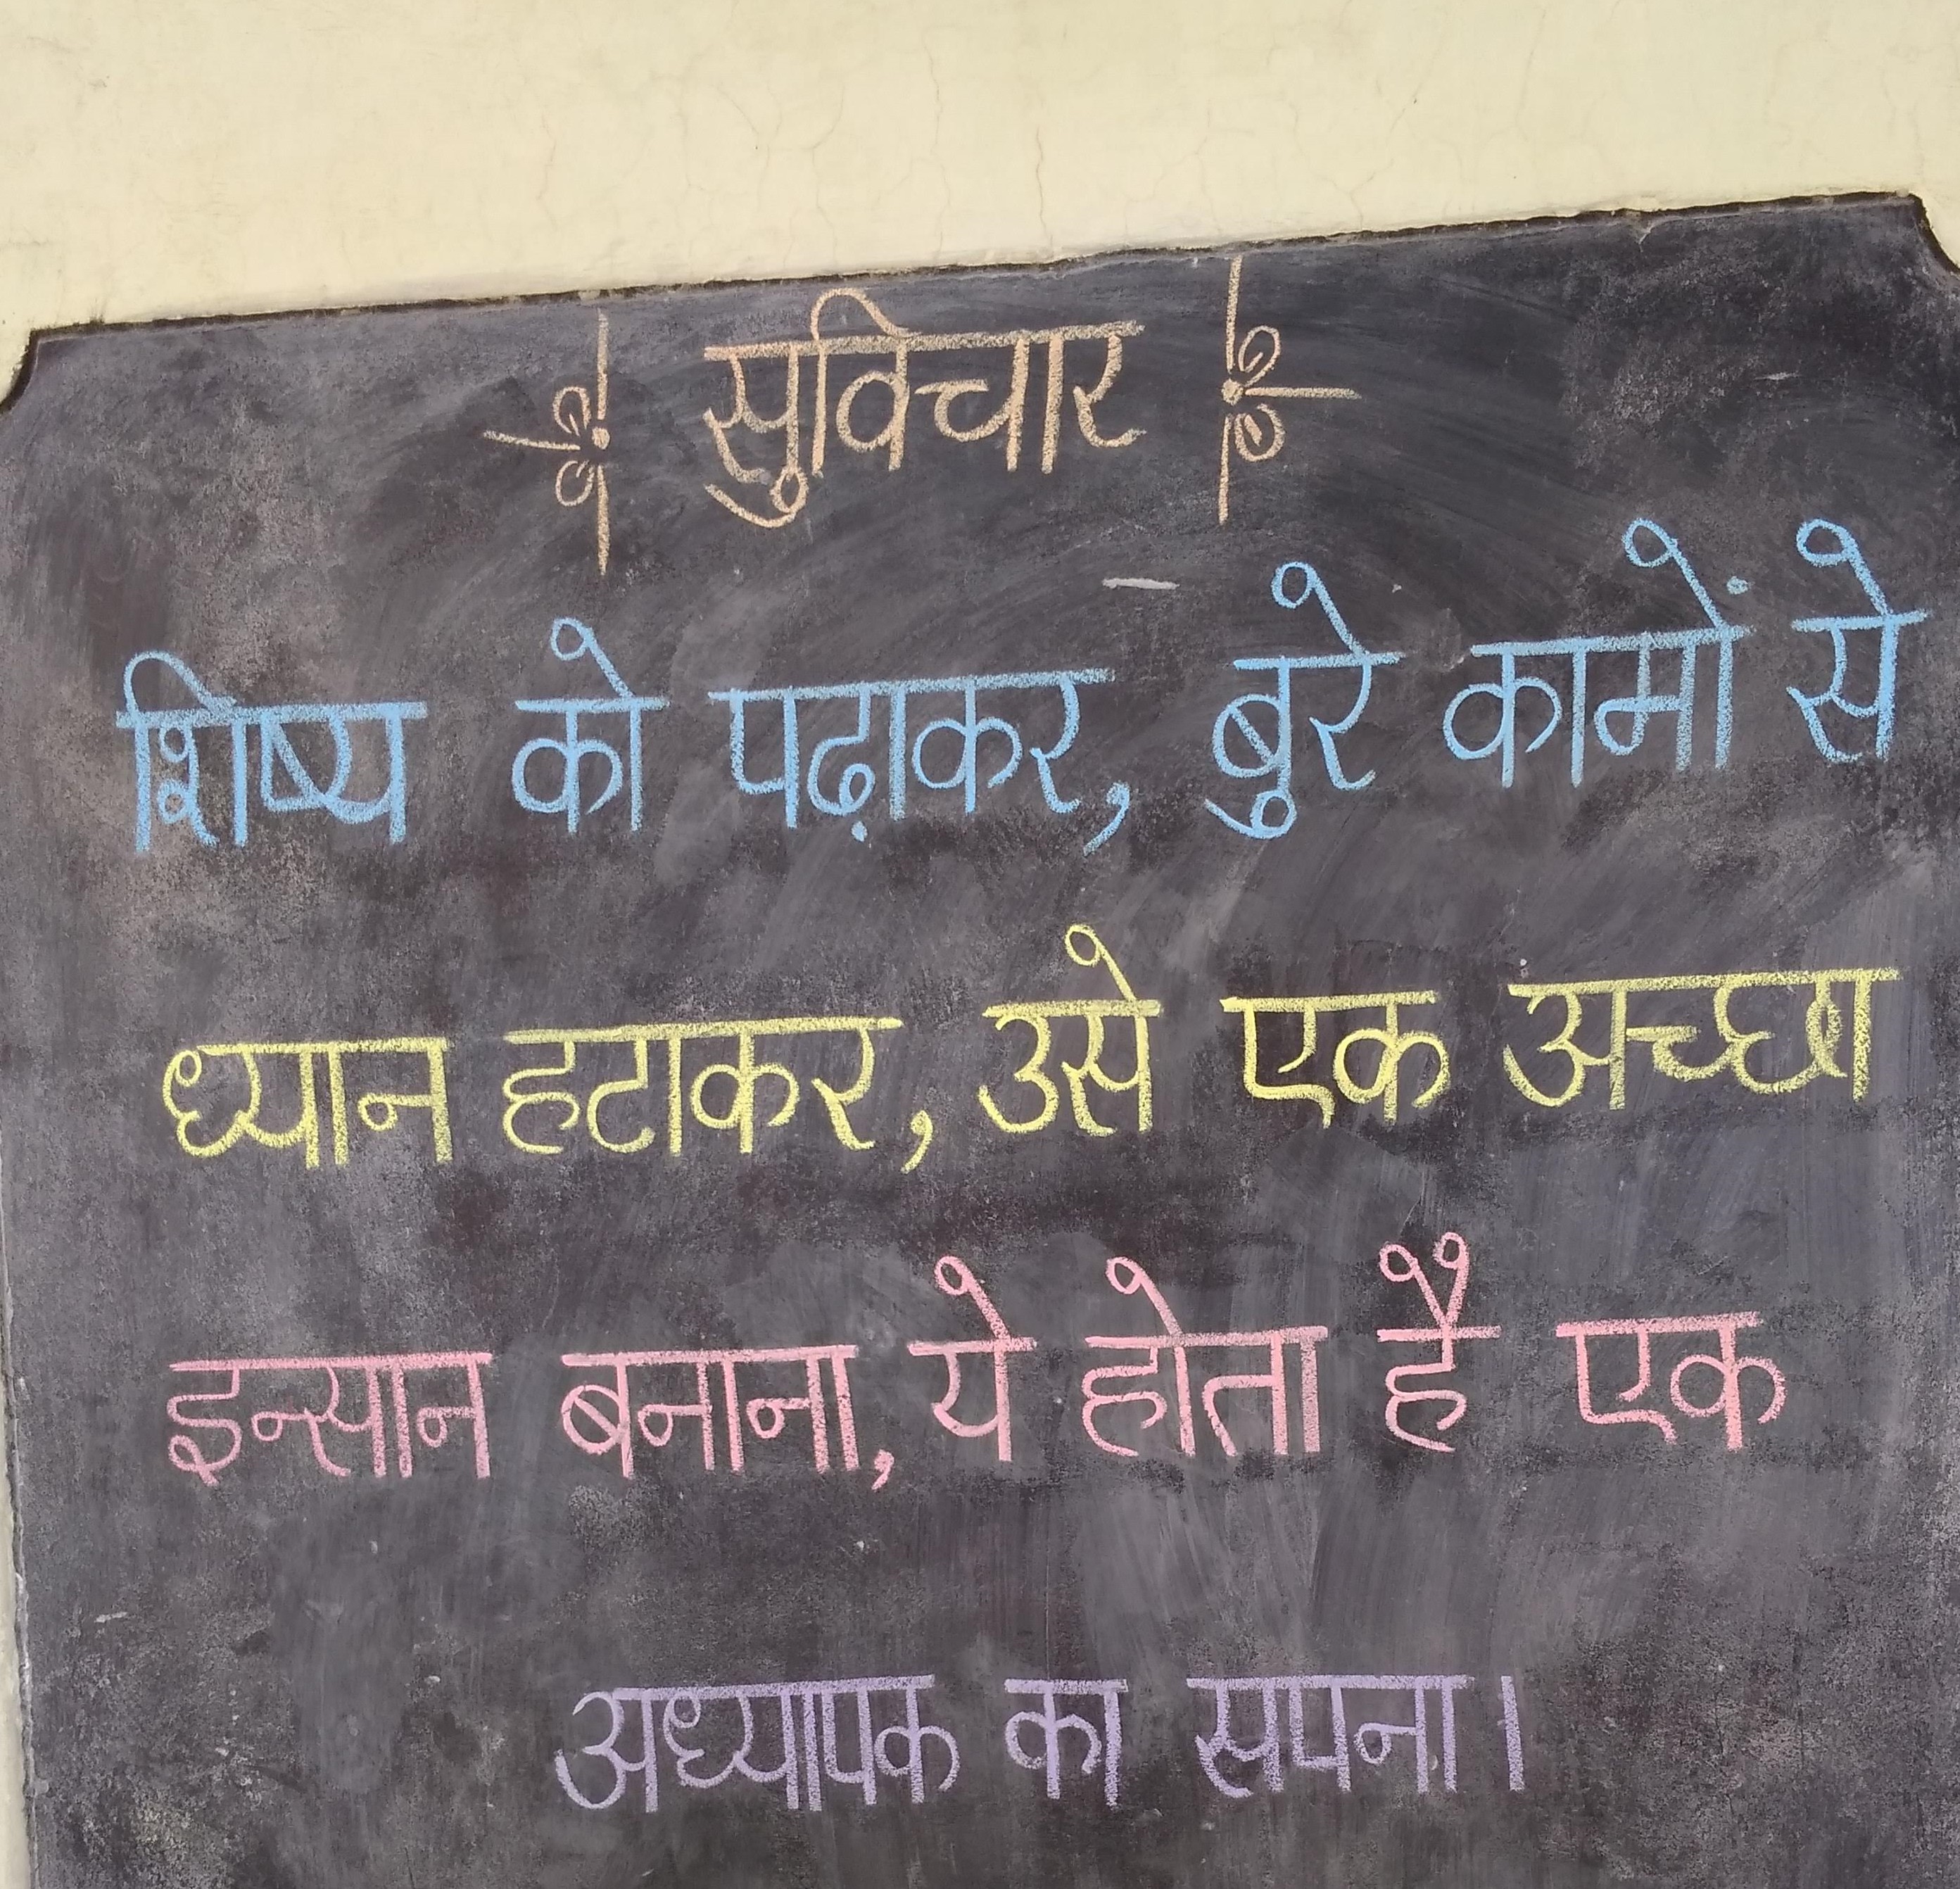 सुविचार
शिष्य को पढ़ाकर, बुरे कामों से
ध्यान हटाकर, उसे एक अच्छा
इन्सान बनाना, ये होता है एक
अध्यापक का सपना।